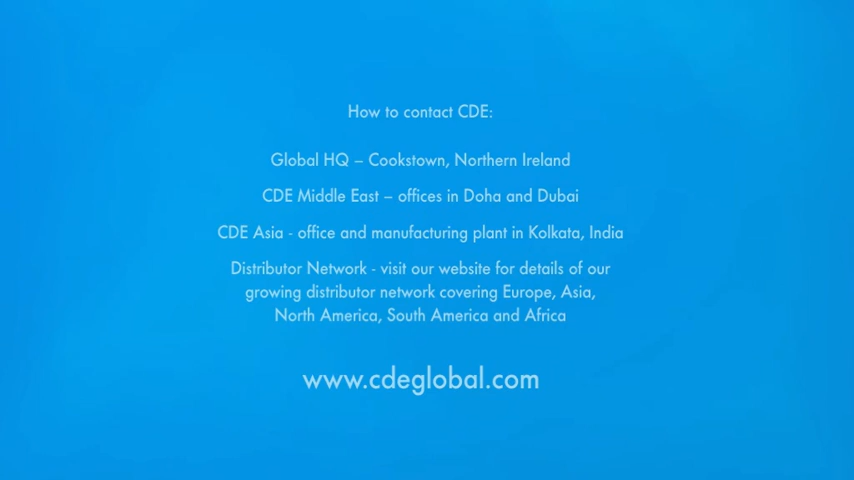 How to contact CDE:
Global HQ – Cookstown, Northern Ireland
CDE Middle East – offices in Doha and Dubai
CDE Asia - office and manufacturing plant in Kolkata, India
Distributor Network - visit our website for details of our
growing distributor network covering Europe, Asia,
North America, South America and Africa
www.cdeglobal.com